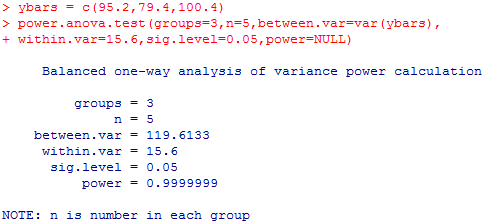 > ybars = c(95.2,79.4,100.4)
> power.anova.test(groups=3,n=5,between.var=var(ybars),
+ within.var=15.6,sig.level=0.05,power=NULL)
Balanced one-way analysis of variance power calculation
groups = 3
n = 5
between.var = 119.6133
within.var = 15.6
sig.level = 0.05
power = 0.9999999
NOTE: n is number in each group